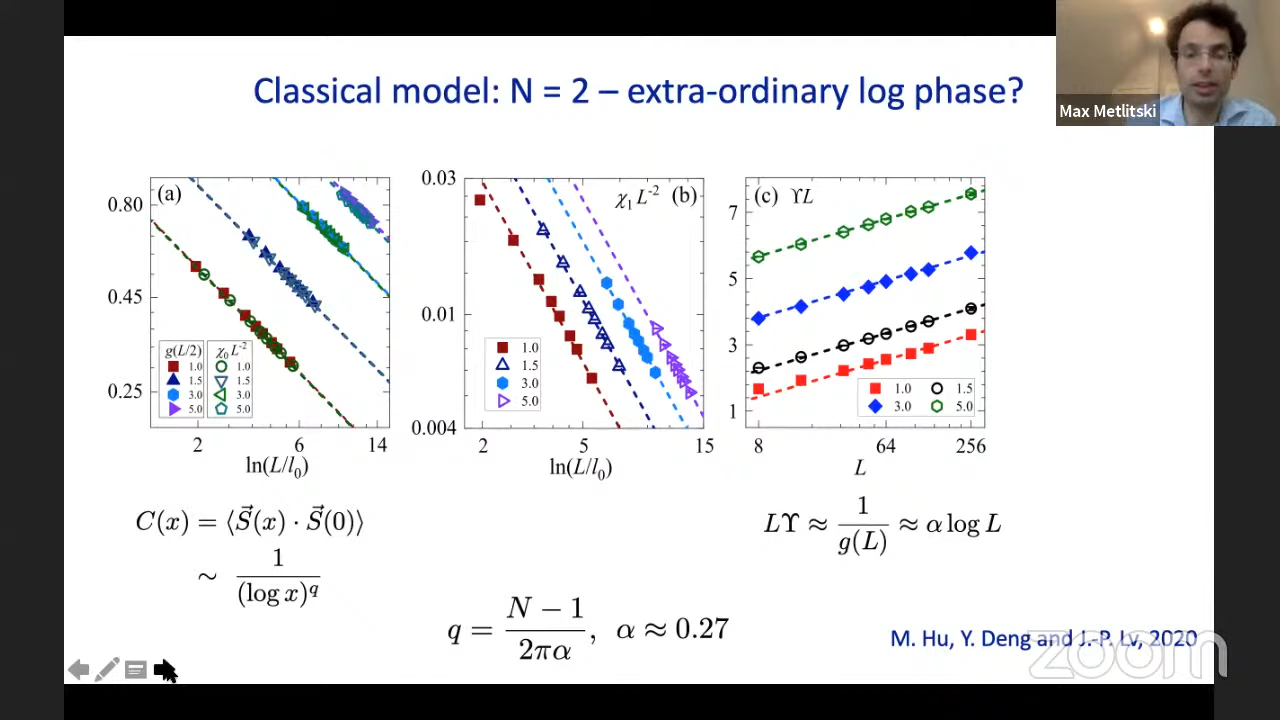 Classical model: N = 2 – extra-ordinary log phase?
Max Metlitski
(a)
0.80
0.45
0.25
g(L/2) χ₀ L⁻²
1.0 1.0
1.5 1.5
3.0 3.0
5.0 5.0
2 6 14
ln(L/l₀)
0.03
χ₁ L⁻² (b)
0.01
0.004
1.0
1.5
3.0
5.0
2 5 15
ln(L/l₀)
(c) ΥL
7
5
3
1
1.0 1.5
3.0 5.0
8 64 256
L
C(x) = ⟨S⃗(x) · S⃗(0)⟩
∼ 1/(log x)^q
LΥ ≈ 1/g(L) ≈ α log L
q = (N − 1)/(2πα), α ≈ 0.27
M. Hu, Y. Deng and J.-P. Lv, 2020
zoom